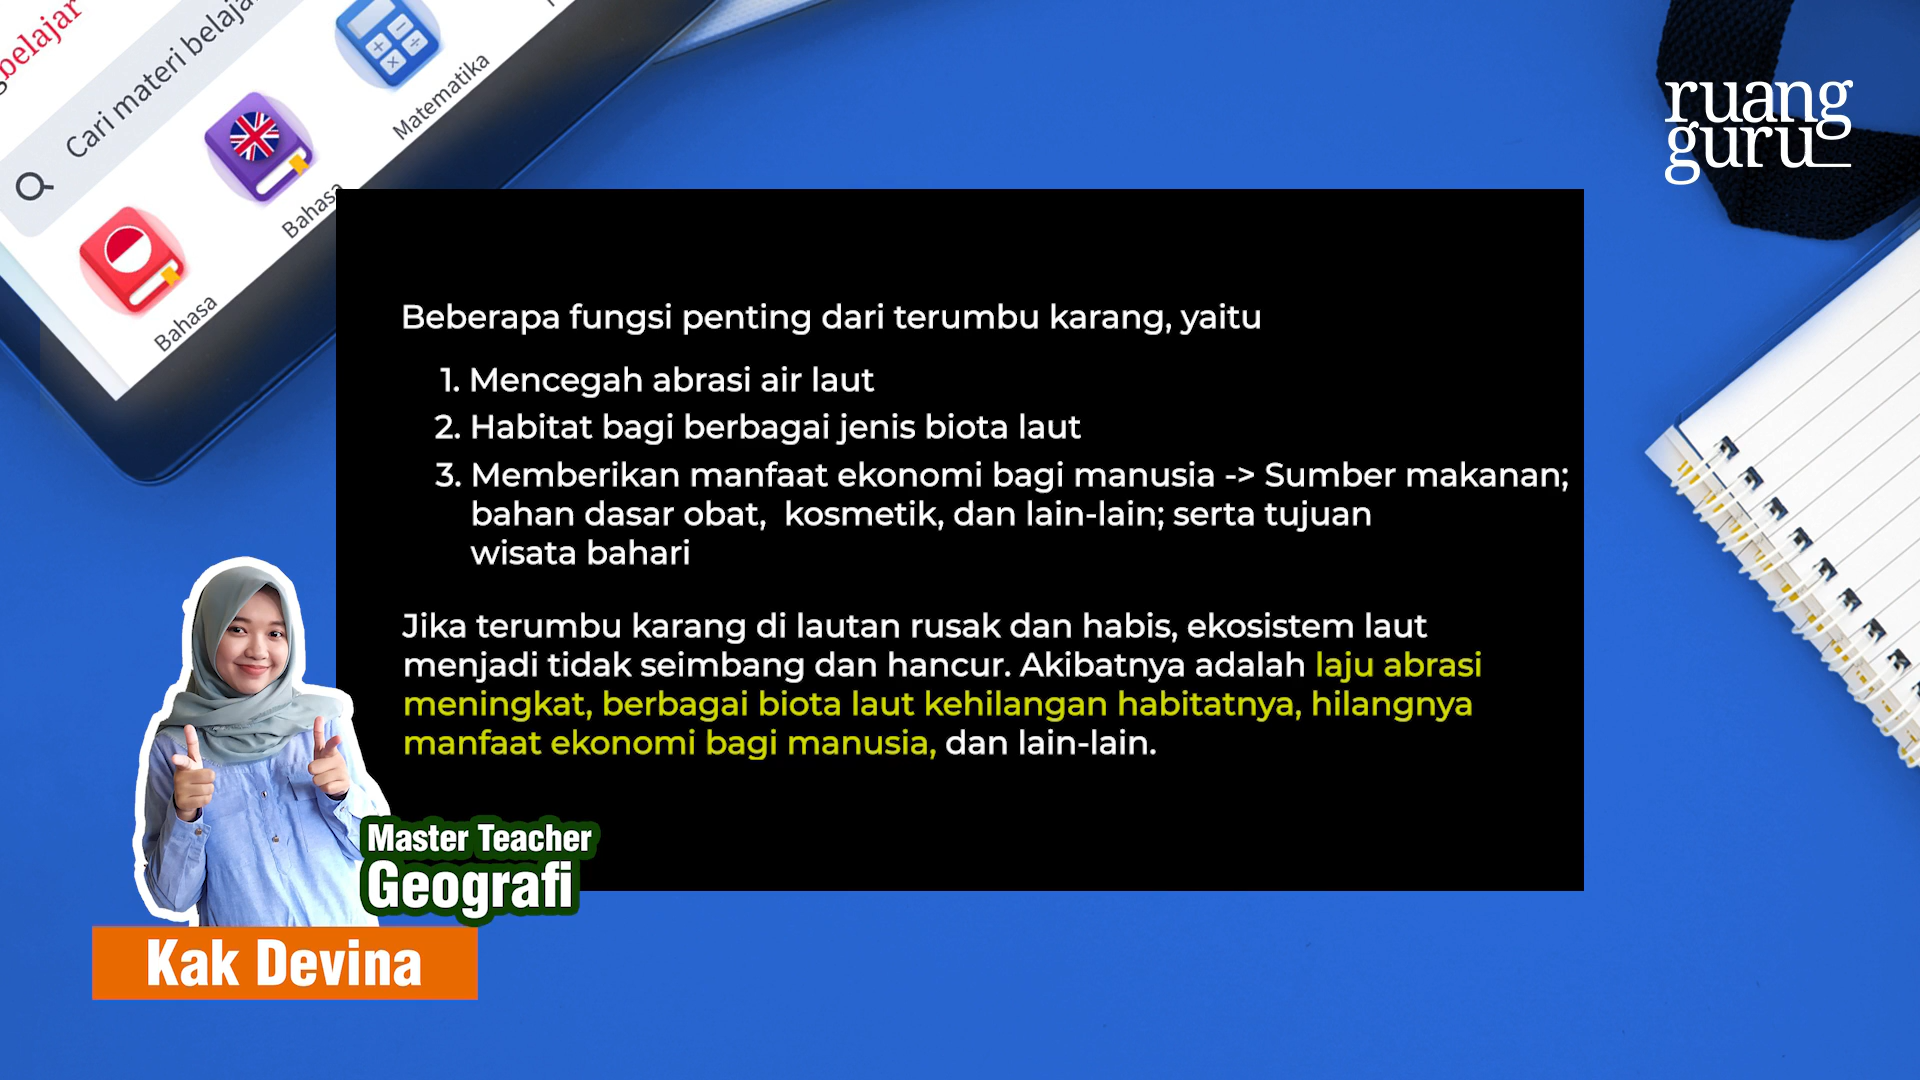 belajar
Cari materi belaja
Matematika
Bahasa
Bahasa
ruang
guru
Beberapa fungsi penting dari terumbu karang, yaitu
1. Mencegah abrasi air laut
2. Habitat bagi berbagai jenis biota laut
3. Memberikan manfaat ekonomi bagi manusia -> Sumber makanan;
bahan dasar obat, kosmetik, dan lain-lain; serta tujuan
wisata bahari
Jika terumbu karang di lautan rusak dan habis, ekosistem laut
menjadi tidak seimbang dan hancur. Akibatnya adalah laju abrasi
meningkat, berbagai biota laut kehilangan habitatnya, hilangnya
manfaat ekonomi bagi manusia, dan lain-lain.
Master Teacher
Geografi
Kak Devina